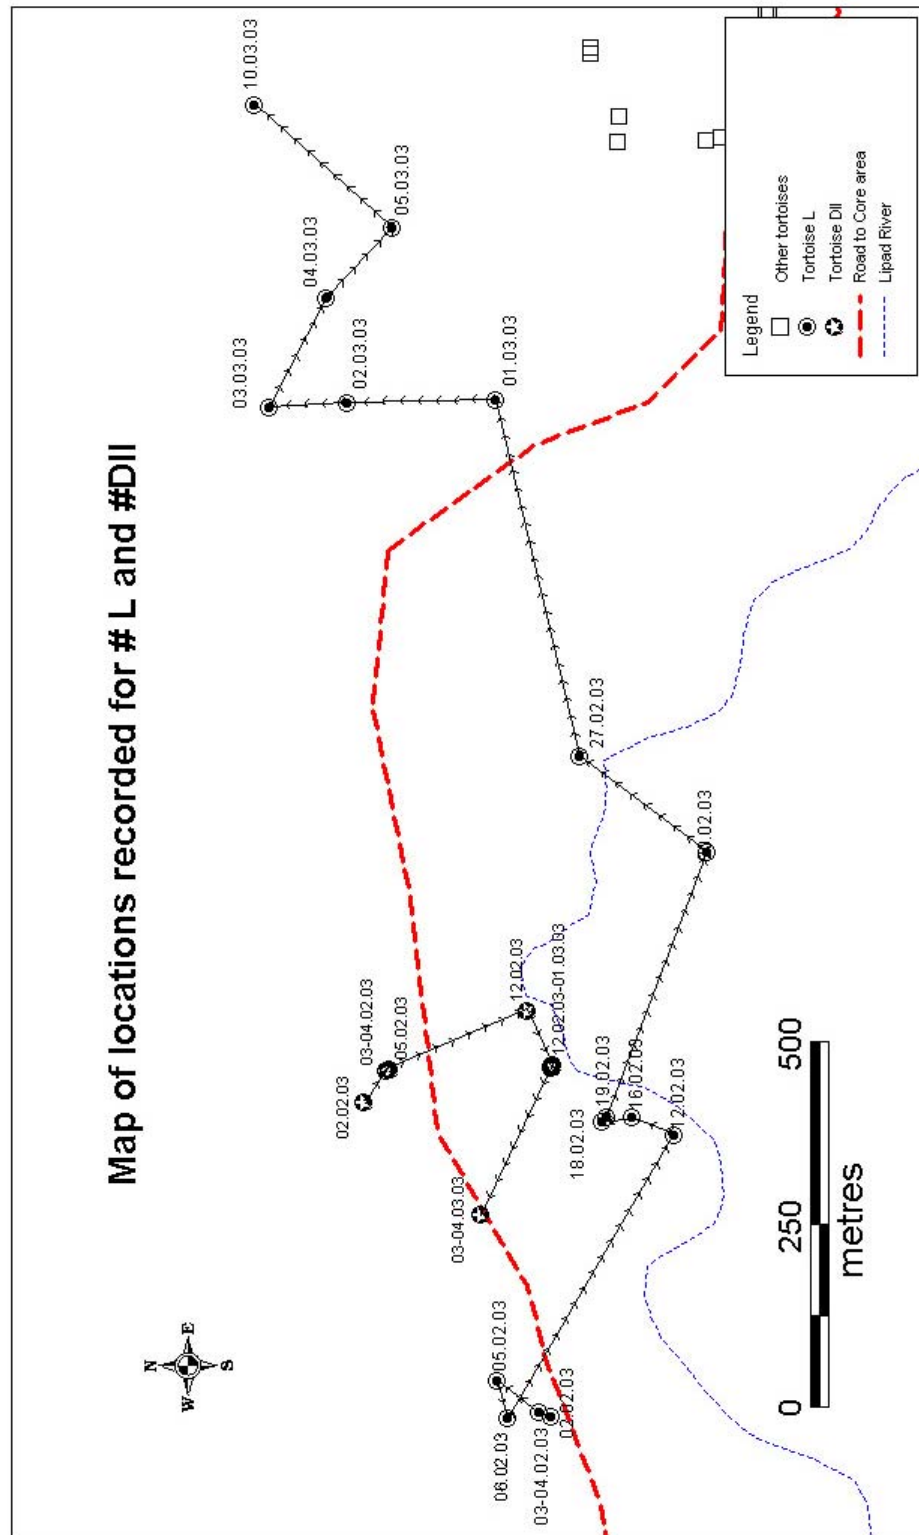 Map of locations recorded for # L and #DII
N
W
E
S
10.03.03
03.03.03
04.03.03
02.03.03
05.03.03
01.03.03
02.02.03
03-04.02.03
05.02.03
12.02.03
12.02.03-01.03.03
03-04.03.03
27.02.03
05.02.03
06.02.03
03-04.02.03
02.02.03
18.02.03
19.02.03
16.02.03
12.02.03
.02.03
0
250
500
metres
Legend
Other tortoises
Tortoise L
Tortoise DII
Road to Core area
Lipad River